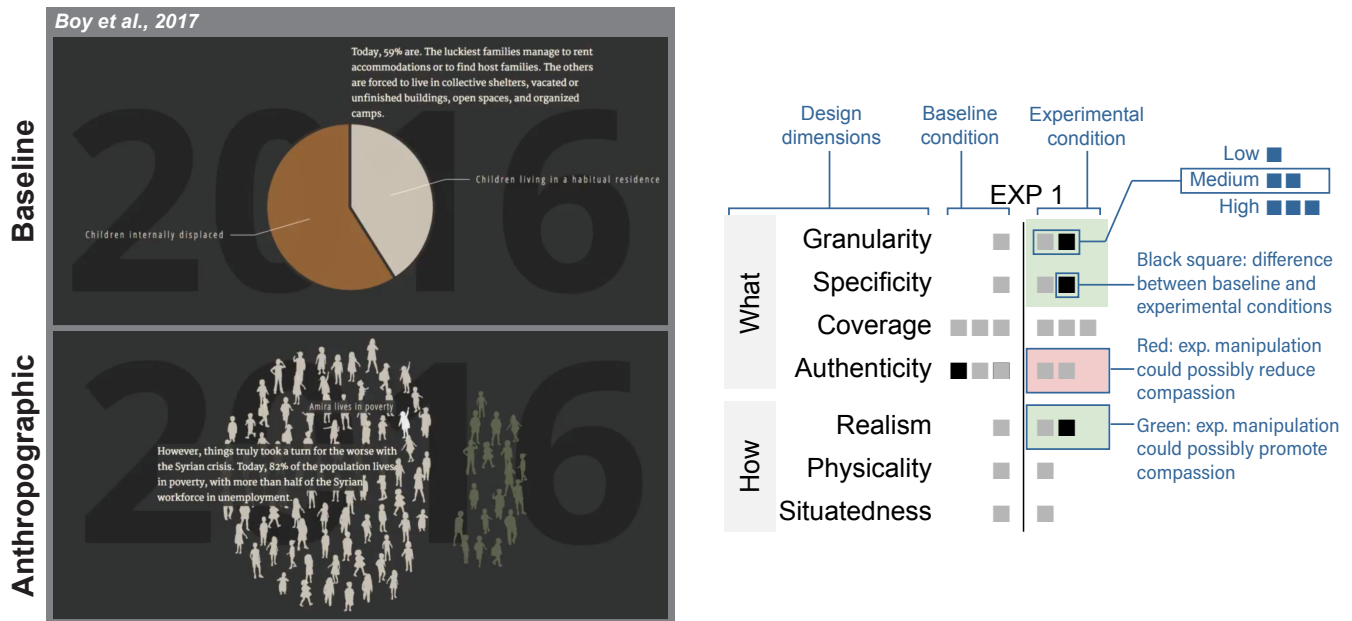 Boy et al., 2017
Baseline
2016
Today, 59% are. The luckiest families manage to rent
accommodations or to find host families. The others
are forced to live in collective shelters, vacated or
unfinished buildings, open spaces, and organized
camps.
Children living in a habitual residence
Children internally displaced
Anthropographic
2016
Amira lives in poverty
However, things truly took a turn for the worse with
the Syrian crisis. Today, 82% of the population lives
in poverty, with more than half of the Syrian
workforce in unemployment.
Design
dimensions
Baseline
condition
Experimental
condition
Low
Medium
High
EXP 1
What
Granularity
Specificity
Coverage
Authenticity
How
Realism
Physicality
Situatedness
Black square: difference
between baseline and
experimental conditions
Red: exp. manipulation
could possibly reduce
compassion
Green: exp. manipulation
could possibly promote
compassion